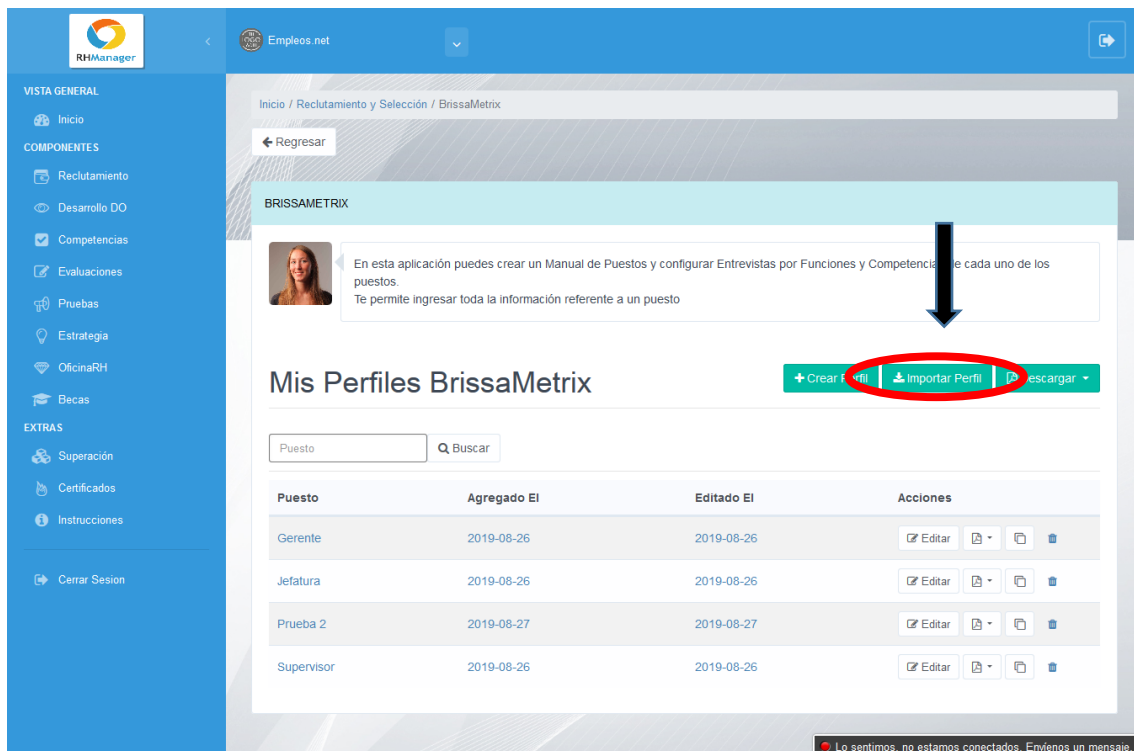 RHManager
Empleos.net
VISTA GENERAL
Inicio
COMPONENTES
Reclutamiento
Desarrollo DO
Competencias
Evaluaciones
Pruebas
Estrategia
OficinaRH
Becas
EXTRAS
Superación
Certificados
Instrucciones
Cerrar Sesion
Inicio / Reclutamiento y Selección / BrissaMetrix
Regresar
BRISSAMETRIX
En esta aplicación puedes crear un Manual de Puestos y configurar Entrevistas por Funciones y cada uno de los
puestos.
Te permite ingresar toda la información referente a un puesto
Mis Perfiles BrissaMetrix
+ Crear Importar Perfil
Puesto Buscar
Puesto Agregado El Editado El Acciones
Gerente 2019-08-26 2019-08-26 Editar
Jefatura 2019-08-26 2019-08-26 Editar
Prueba 2 2019-08-27 2019-08-27 Editar
Supervisor 2019-08-26 2019-08-26 Editar
Lo sentimos, no estamos conectados. Envíenos un mensaje